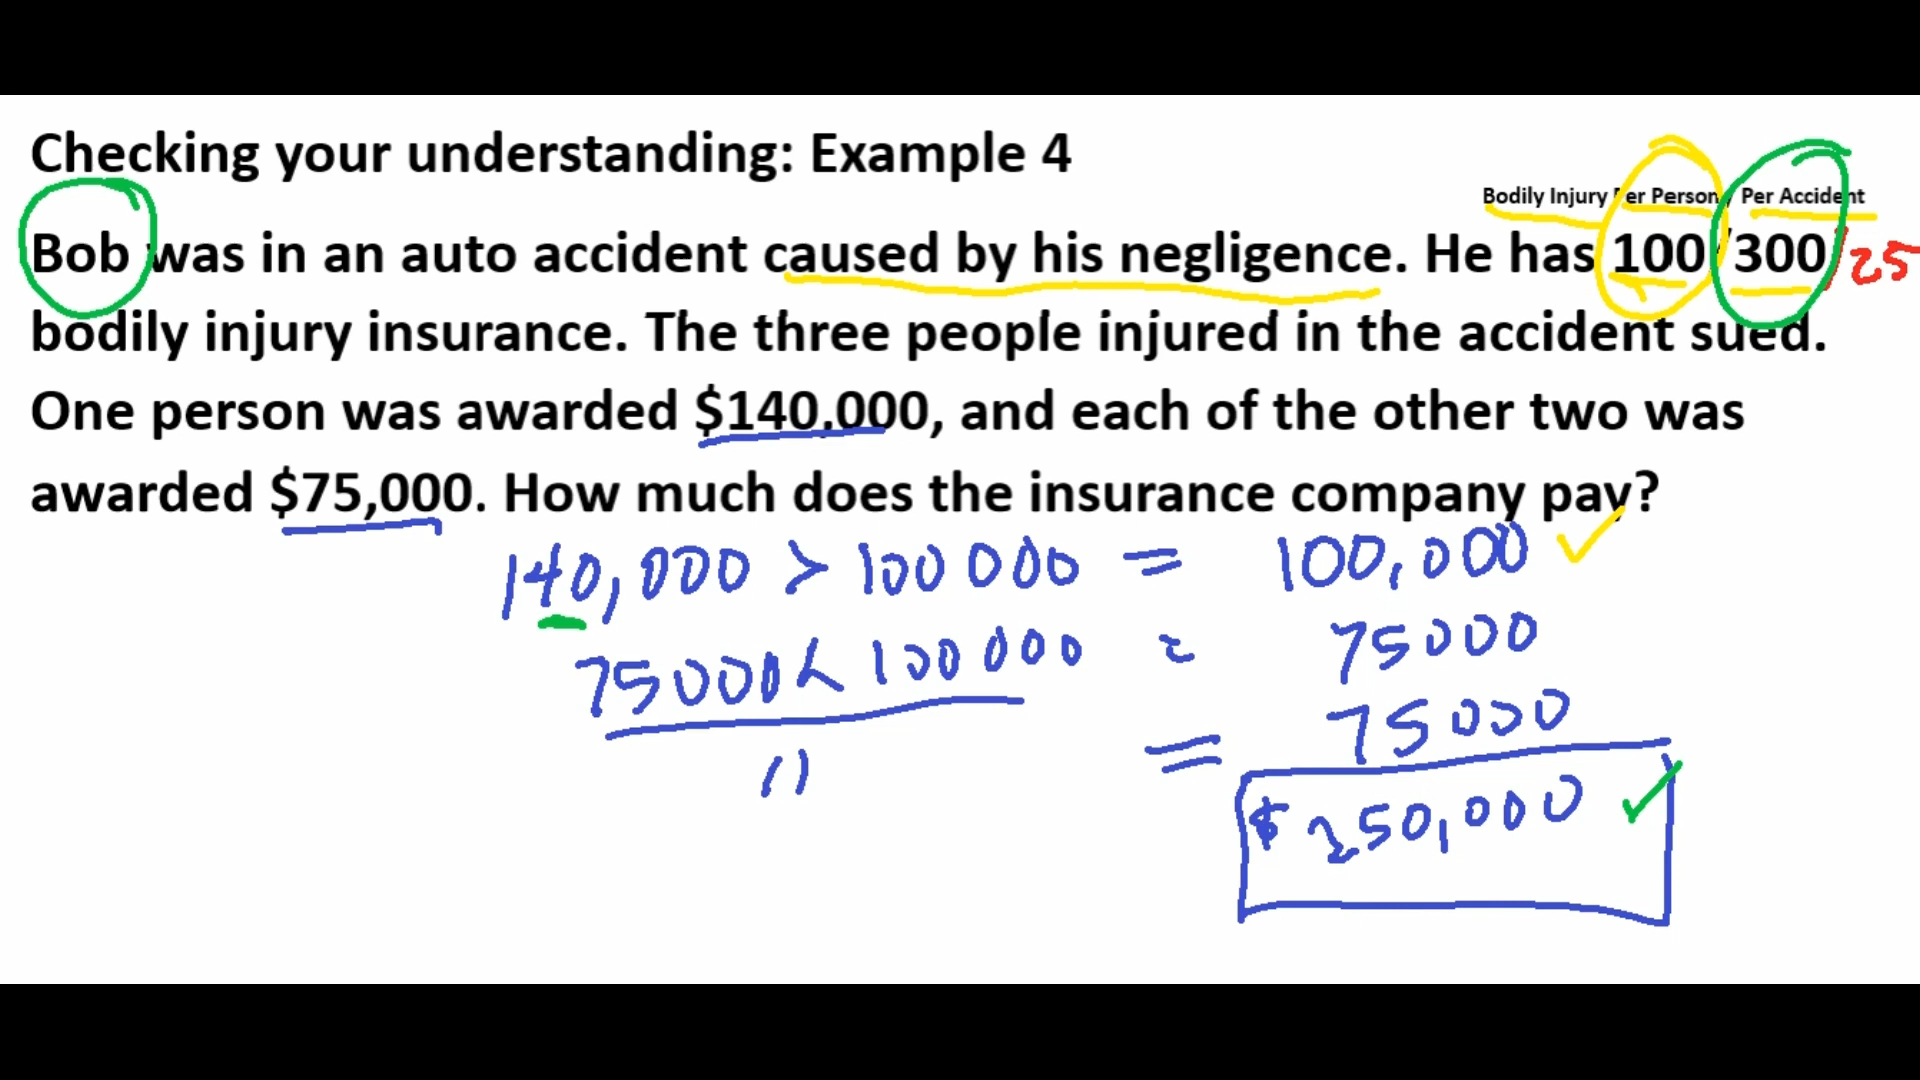 Checking your understanding: Example 4
Bodily Injury Per Person / Per Accident
Bob was in an auto accident caused by his negligence. He has 100/300/25
bodily injury insurance. The three people injured in the accident sued.
One person was awarded $140,000, and each of the other two was
awarded $75,000. How much does the insurance company pay?
140,000 > 100000 = 100,000 ✓
75000 < 100000 = 75000
" = 75000
$250,000 ✓